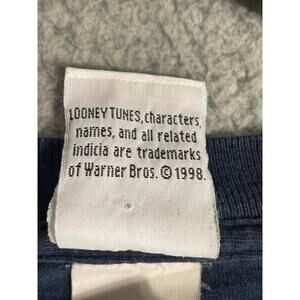 LOONEY TUNES, characters,
names, and all related
indicia are trademarks
of Warner Bros. © 1998.